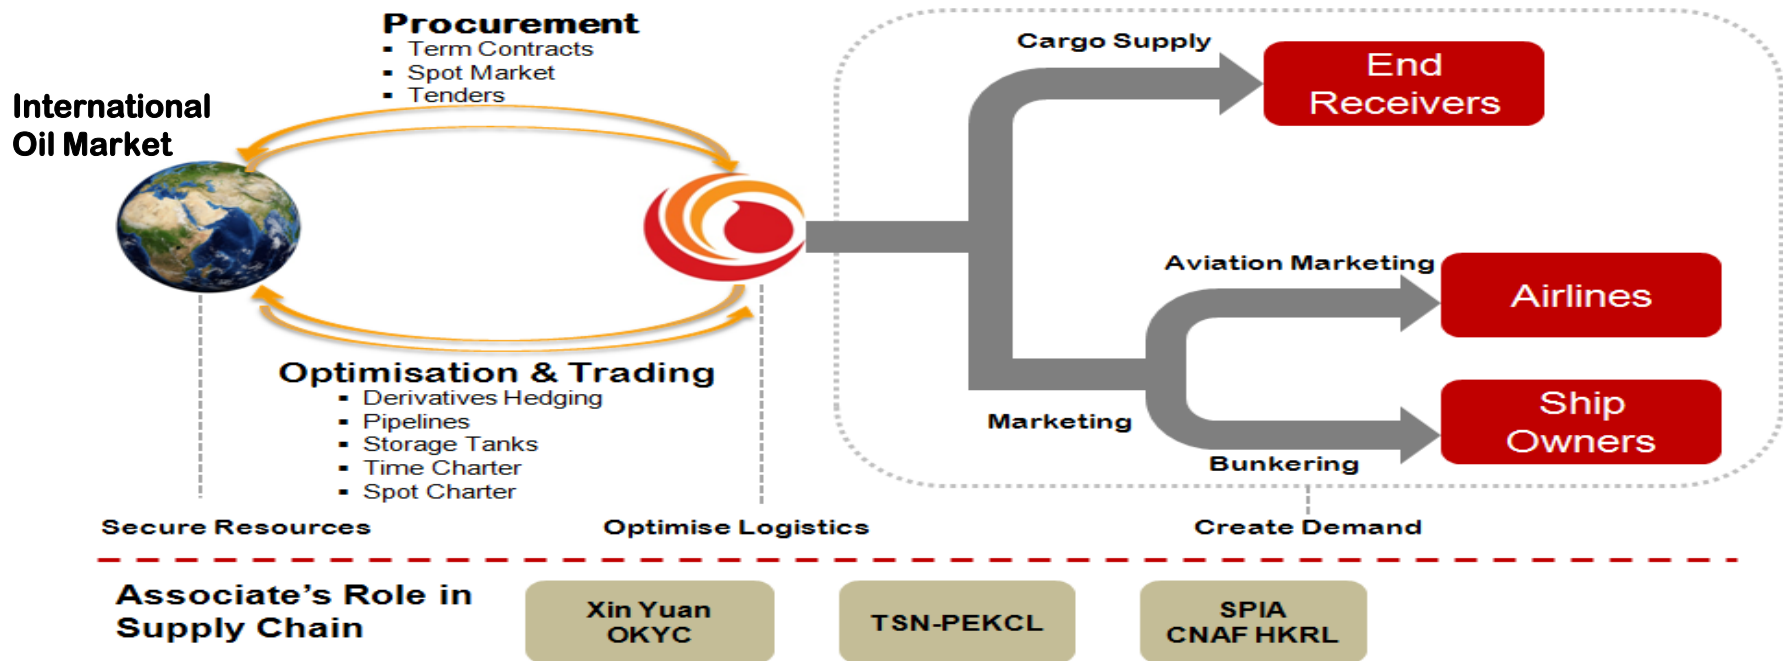 Procurement
▪ Term Contracts
▪ Spot Market
▪ Tenders
International
Oil Market
Optimisation & Trading
▪ Derivatives Hedging
▪ Pipelines
▪ Storage Tanks
▪ Time Charter
▪ Spot Charter
Cargo Supply
End
Receivers
Aviation Marketing
Airlines
Marketing
Ship
Owners
Bunkering
Secure Resources
Optimise Logistics
Create Demand
Associate's Role in
Supply Chain
Xin Yuan
OKYC
TSN-PEKCL
SPIA
CNAF HKRL